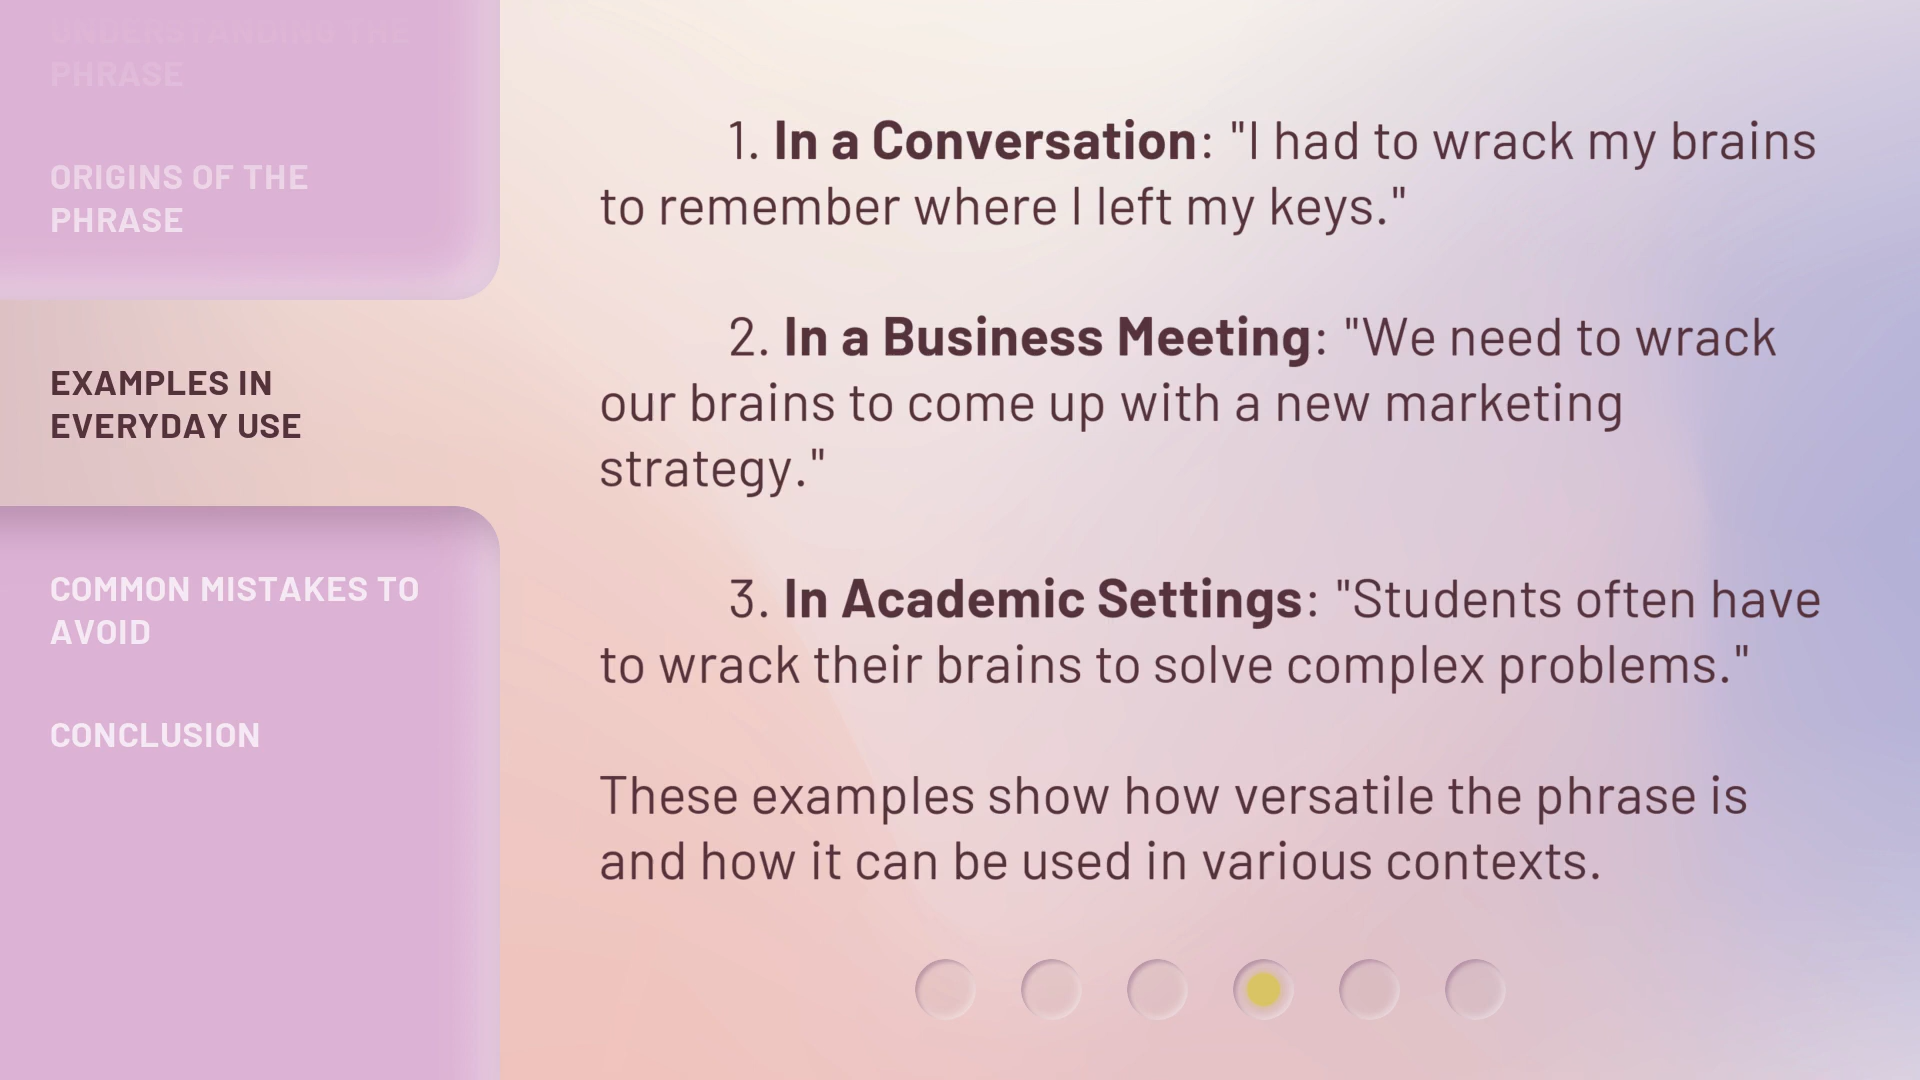 UNDERSTANDING THE
PHRASE
ORIGINS OF THE
PHRASE
EXAMPLES IN
EVERYDAY USE
COMMON MISTAKES TO
AVOID
CONCLUSION
1. In a Conversation: "I had to wrack my brains
to remember where I left my keys."
2. In a Business Meeting: "We need to wrack
our brains to come up with a new marketing
strategy."
3. In Academic Settings: "Students often have
to wrack their brains to solve complex problems."
These examples show how versatile the phrase is
and how it can be used in various contexts.